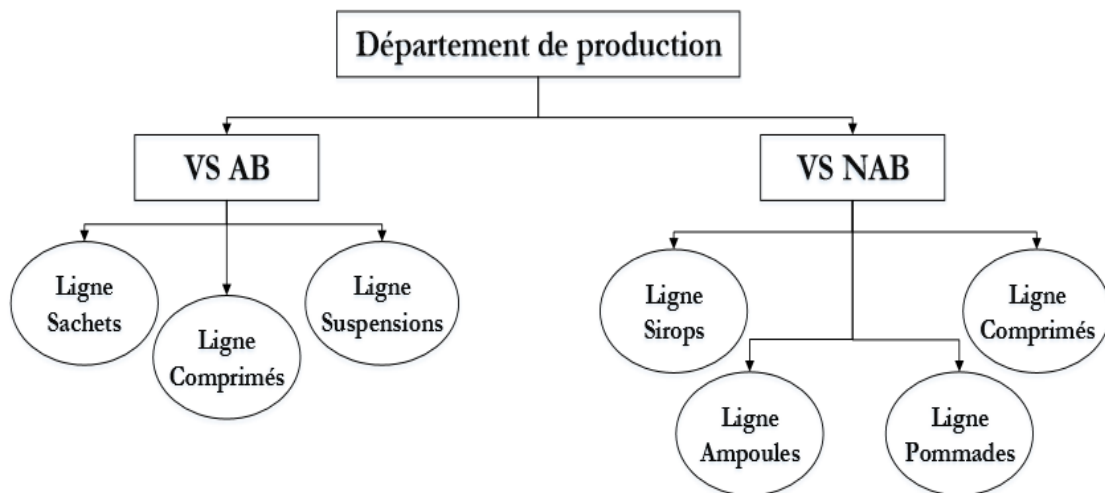 Département de production
VS AB
VS NAB
Ligne
Sachets
Ligne
Comprimés
Ligne
Suspensions
Ligne
Sirops
Ligne
Ampoules
Ligne
Pommades
Ligne
Comprimés